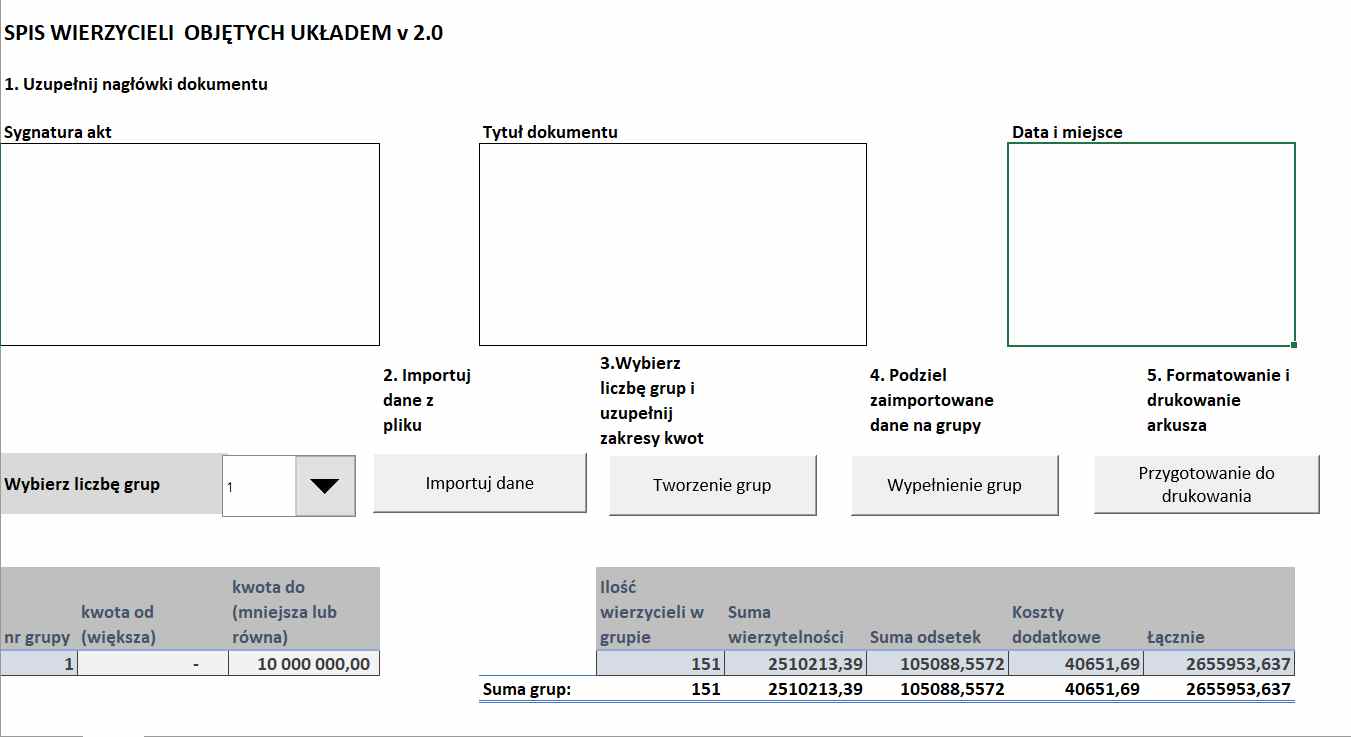 SPIS WIERZYCIELI OBJĘTYCH UKŁADEM v 2.0
1. Uzupełnij nagłówki dokumentu
Sygnatura akt
Tytuł dokumentu
Data i miejsce
2. Importuj
dane z
pliku
3.Wybierz
liczbę grup i
uzupełnij
zakresy kwot
4. Podziel
zaimportowane
dane na grupy
5. Formatowanie i
drukowanie
arkusza
Wybierz liczbę grup
1
Importuj dane
Tworzenie grup
Wypełnienie grup
Przygotowanie do
drukowania
nr grupy
kwota od
(większa)
kwota do
(mniejsza lub
równa)
1 - 10 000 000,00
Ilość
wierzycieli w
grupie
Suma
wierzytelności
Suma odsetek
Koszty
dodatkowe
Łącznie
151 2510213,39 105088,5572 40651,69 2655953,637
Suma grup: 151 2510213,39 105088,5572 40651,69 2655953,637